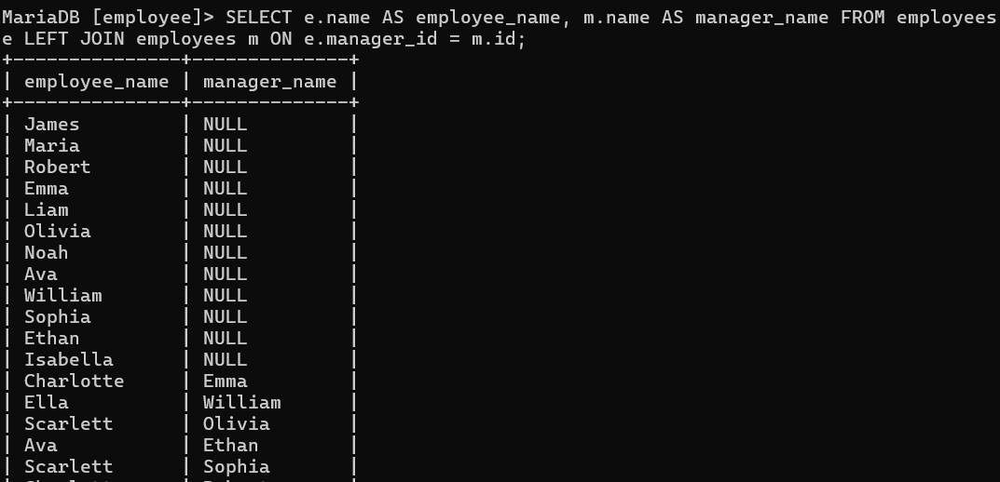 MariaDB [employee]> SELECT e.name AS employee_name, m.name AS manager_name FROM employees
e LEFT JOIN employees m ON e.manager_id = m.id;
+---------------+--------------+
| employee_name | manager_name |
+---------------+--------------+
| James         | NULL         |
| Maria         | NULL         |
| Robert        | NULL         |
| Emma          | NULL         |
| Liam          | NULL         |
| Olivia        | NULL         |
| Noah          | NULL         |
| Ava           | NULL         |
| William       | NULL         |
| Sophia        | NULL         |
| Ethan         | NULL         |
| Isabella      | NULL         |
| Charlotte     | Emma         |
| Ella          | William      |
| Scarlett      | Olivia       |
| Ava           | Ethan        |
| Scarlett      | Sophia       |